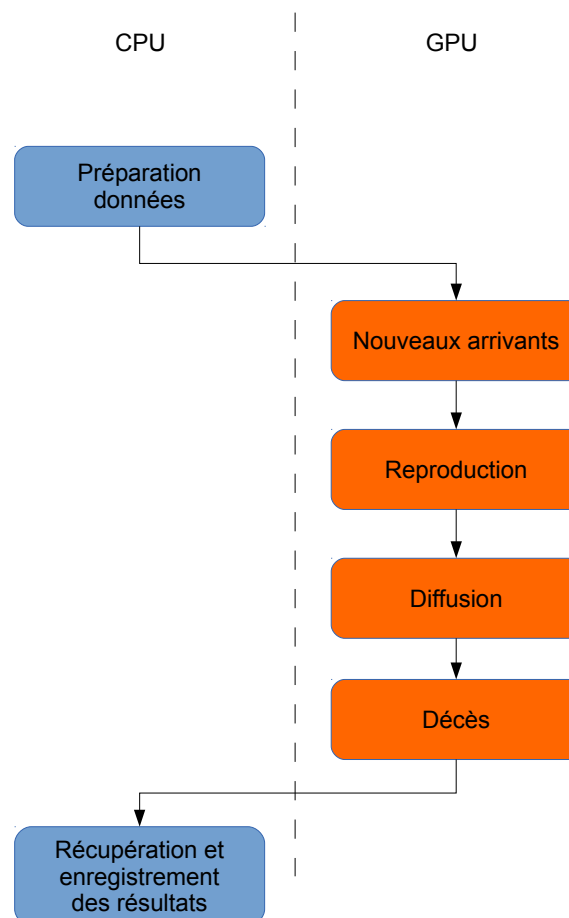 CPU
GPU
Préparation
données
Nouveaux arrivants
Reproduction
Diffusion
Décès
Récupération et
enregistrement
des résultats